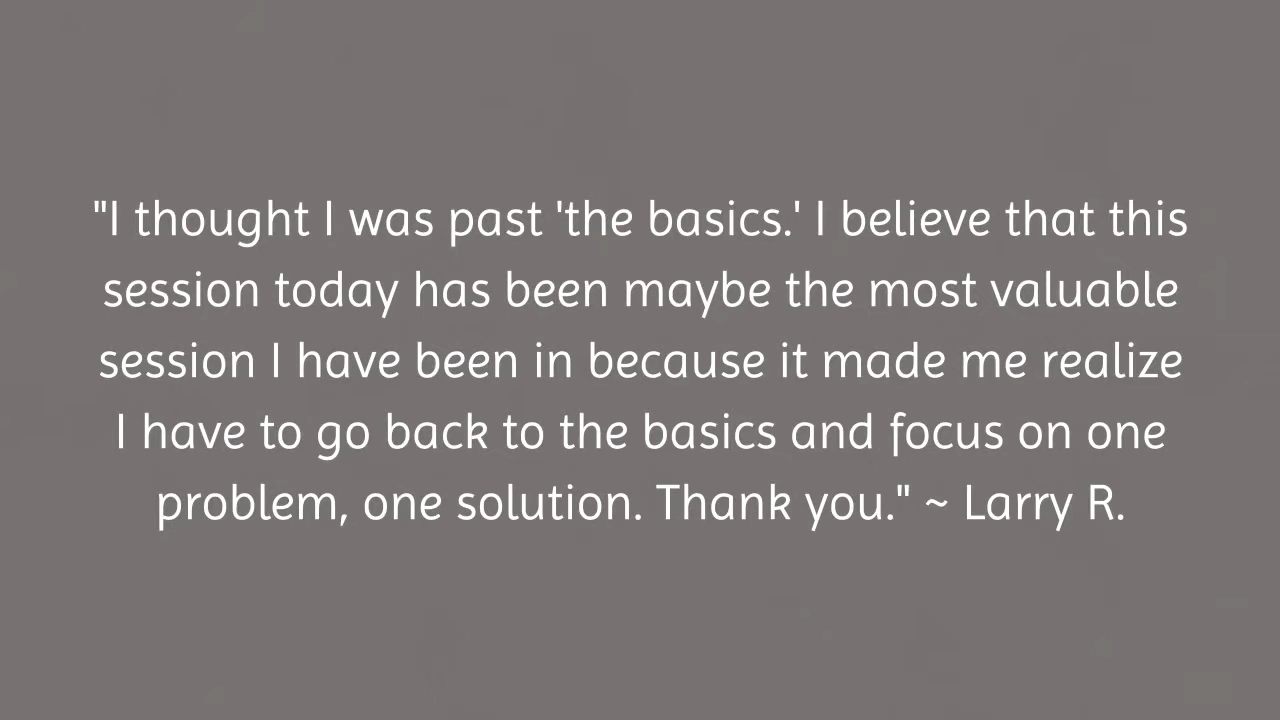 "I thought I was past 'the basics.' I believe that this
session today has been maybe the most valuable
session I have been in because it made me realize
I have to go back to the basics and focus on one
problem, one solution. Thank you." ~ Larry R.